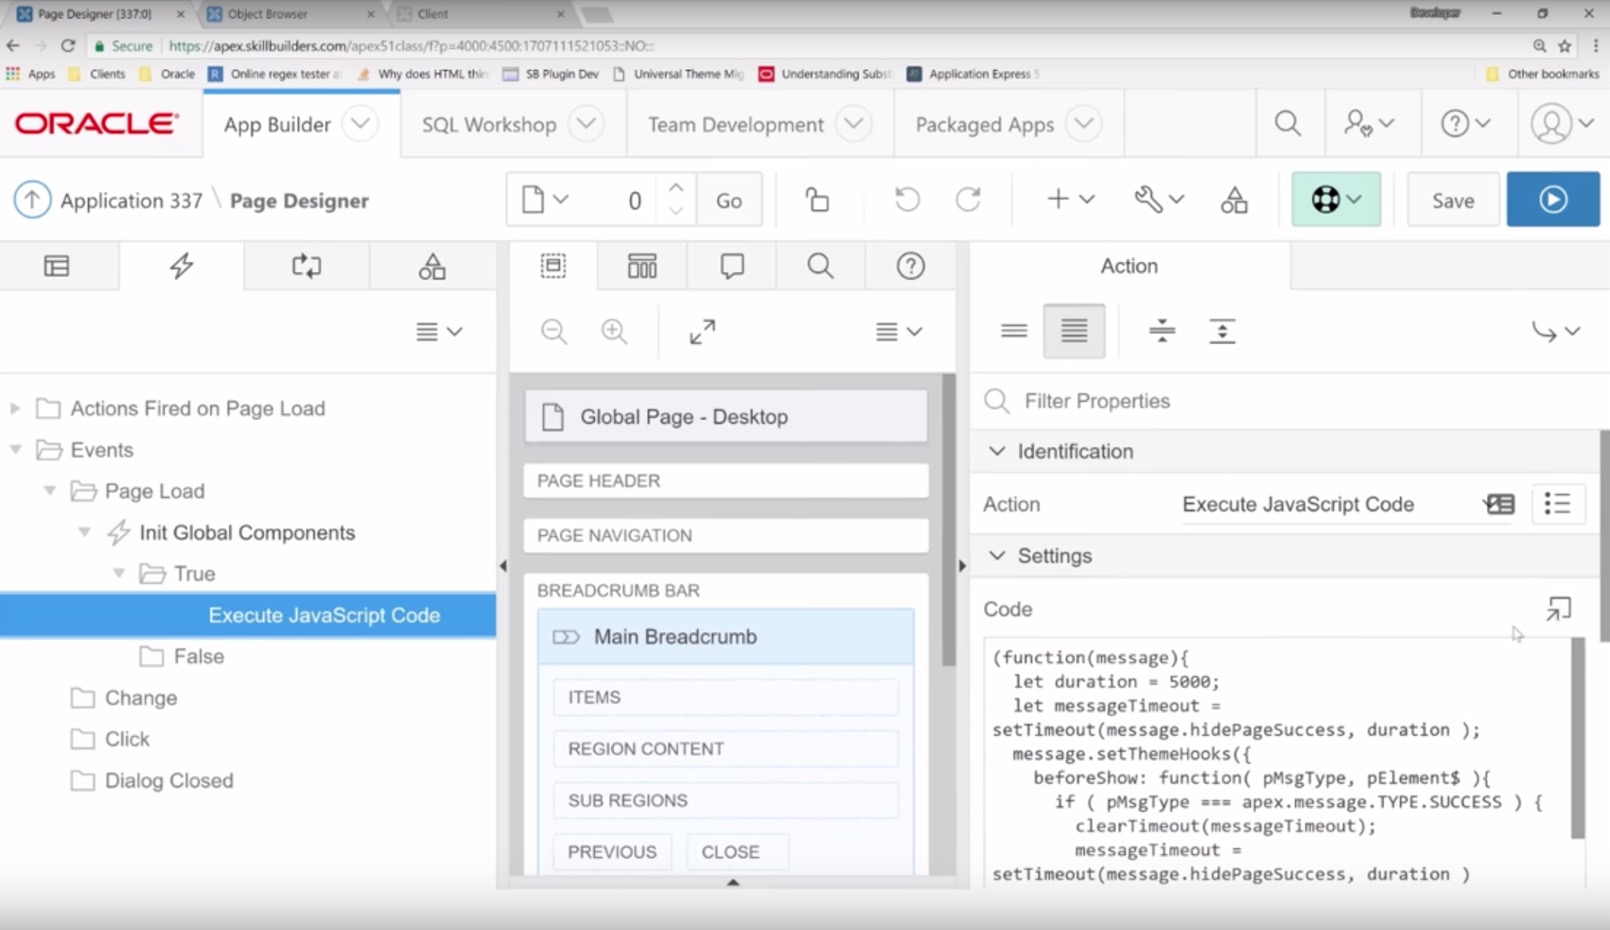 Page Designer [337:0]
Object Browser
Client
Developer
Secure
https://apex.skillbuilders.com/apex51class/f?p=4000:4500:1707111521053::NO:::
Apps
Clients
Oracle
Online regex tester a
Why does HTML thin
SB Plugin Dev
Universal Theme Mig
Understanding Subst
Application Express 5
Other bookmarks
ORACLE
App Builder
SQL Workshop
Team Development
Packaged Apps
Application 337 \ Page Designer
0
Go
Save
Action
Actions Fired on Page Load
Events
Page Load
Init Global Components
True
Execute JavaScript Code
False
Change
Click
Dialog Closed
Global Page - Desktop
PAGE HEADER
PAGE NAVIGATION
BREADCRUMB BAR
Main Breadcrumb
ITEMS
REGION CONTENT
SUB REGIONS
PREVIOUS
CLOSE
Filter Properties
Identification
Action
Execute JavaScript Code
Settings
Code
(function(message){
let duration = 5000;
let messageTimeout =
setTimeout(message.hidePageSuccess, duration );
message.setThemeHooks({
beforeShow: function( pMsgType, pElement$ ){
if ( pMsgType === apex.message.TYPE.SUCCESS ) {
clearTimeout(messageTimeout);
messageTimeout =
setTimeout(message.hidePageSuccess, duration )